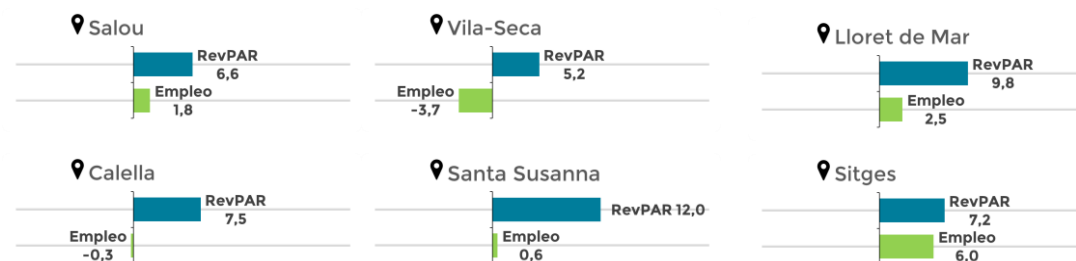 Salou
RevPAR
6,6
Empleo
1,8
Vila-Seca
RevPAR
5,2
Empleo
-3,7
Lloret de Mar
RevPAR
9,8
Empleo
2,5
Calella
RevPAR
7,5
Empleo
-0,3
Santa Susanna
RevPAR 12,0
Empleo
0,6
Sitges
RevPAR
7,2
Empleo
6,0